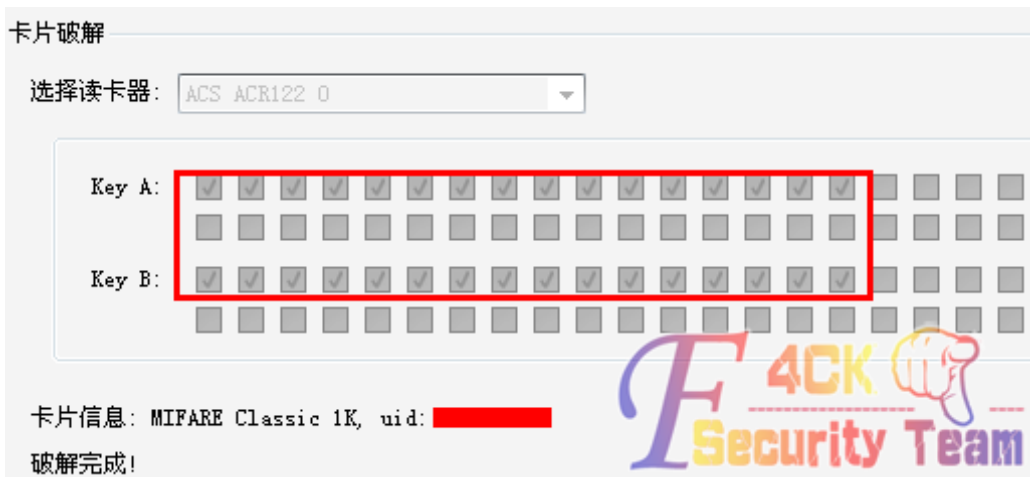 卡片破解
选择读卡器: ACS ACR122 0
Key A:
Key B:
卡片信息: MIFARE Classic 1K, uid:
破解完成!
F4CK
Security Team